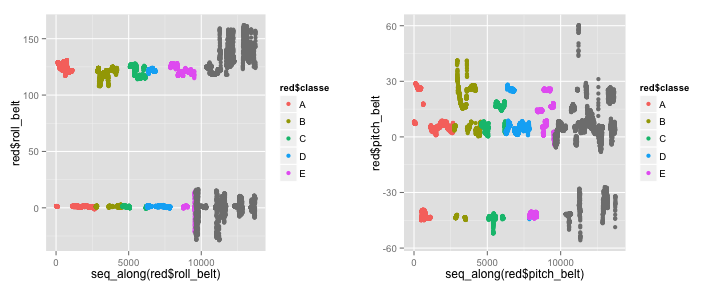 150
100
50
0
red$roll_belt
0
5000
10000
seq_along(red$roll_belt)
red$classe
A
B
C
D
E
60
30
0
-30
-60
red$pitch_belt
0
5000
10000
seq_along(red$pitch_belt)
red$classe
A
B
C
D
E